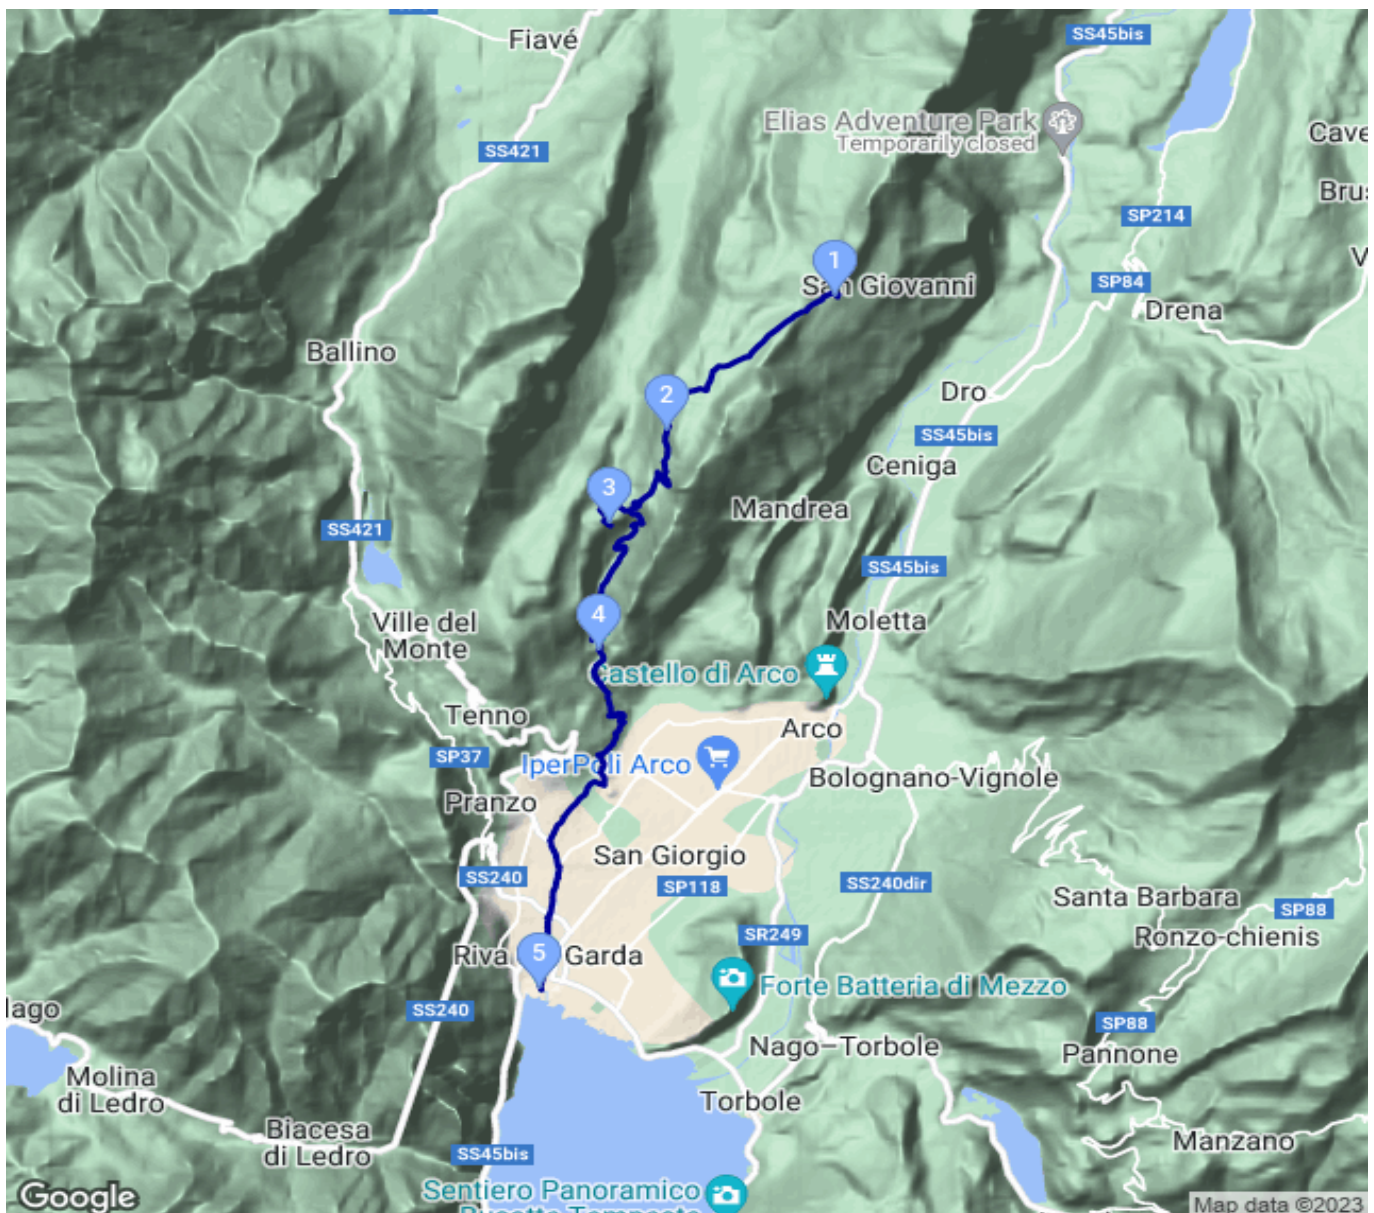 Fiavé
SS45bis
Elias Adventure Park
Temporarily closed
Cave
SS421
Brus
SP214
V
1
San Giovanni
SP84
Drena
Ballino
2
Dro
SS45bis
Ceniga
3
Mandrea
SS421
SS45bis
4
Ville del
Monte
Moletta
Castello di Arco
Tenno
Arco
SP37
IperPoli Arco
Bolognano-Vignole
Pranzo
San Giorgio
SS240
SP118
SS240dir
Santa Barbara
SP88
SR249
Ronzo-chienis
Riva
5
Garda
Forte Batteria di Mezzo
lago
SS240
SP88
Nago–Torbole
Pannone
Molina
di Ledro
Torbole
Biacesa
di Ledro
Manzano
SS45bis
Sentiero Panoramico
Busatte Tempesta
Google
Map data ©2023